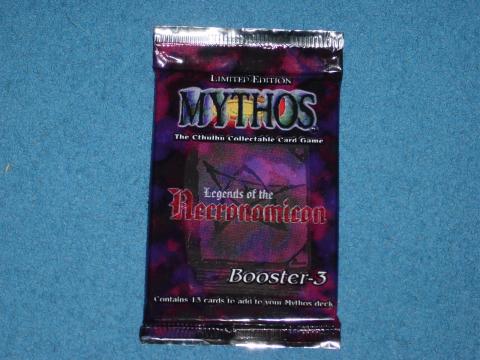 LIMITED EDITION
MYTHOS
The Cthulhu Collectable Card Game
Legends of the
Necronomicon
Booster-3
Contains 13 cards to add to your Mythos deck